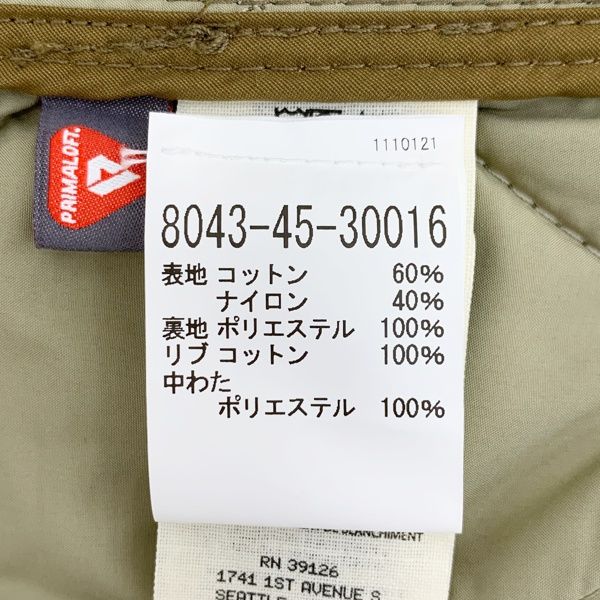 PRIMALOFT
1110121
8043-45-30016
表地 コットン 60%
ナイロン 40%
裏地 ポリエステル 100%
リブ コットン 100%
中わた
ポリエステル 100%
DE BLANCHIMENT
RN 39126
1741 1ST AVENUE S